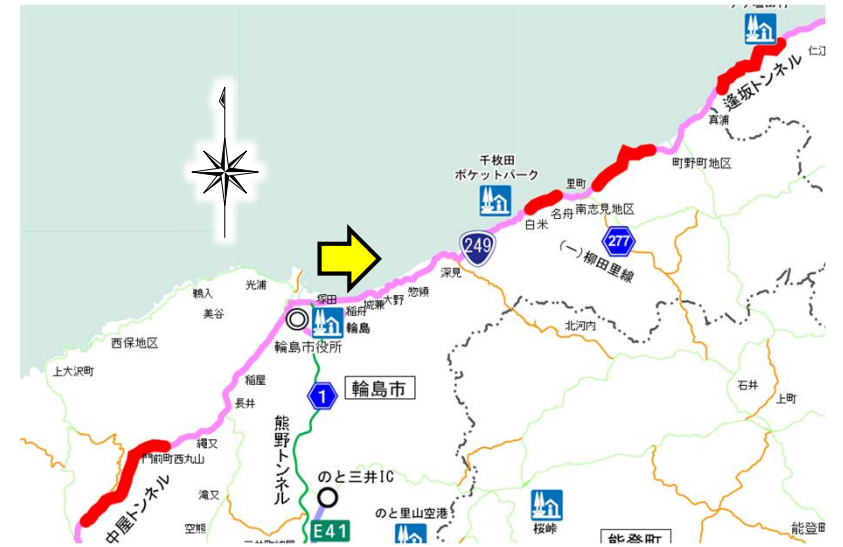 仁江
逢坂トンネル
真浦
町野町地区
千枚田
ポケットパーク
里町
名舟
南志見地区
白米
249
277
(一)柳田里線
深見
惣領
大野
城兼
稲舟
塚田
光浦
鵜入
美谷
輪島
輪島市役所
西保地区
上大沢町
北河内
稲屋
長井
1
輪島市
石井
上町
熊野トンネル
縄又
門前町西丸山
滝又
中屋トンネル
のと三井IC
空熊
E41
のと里山空港
桜峠
能登町